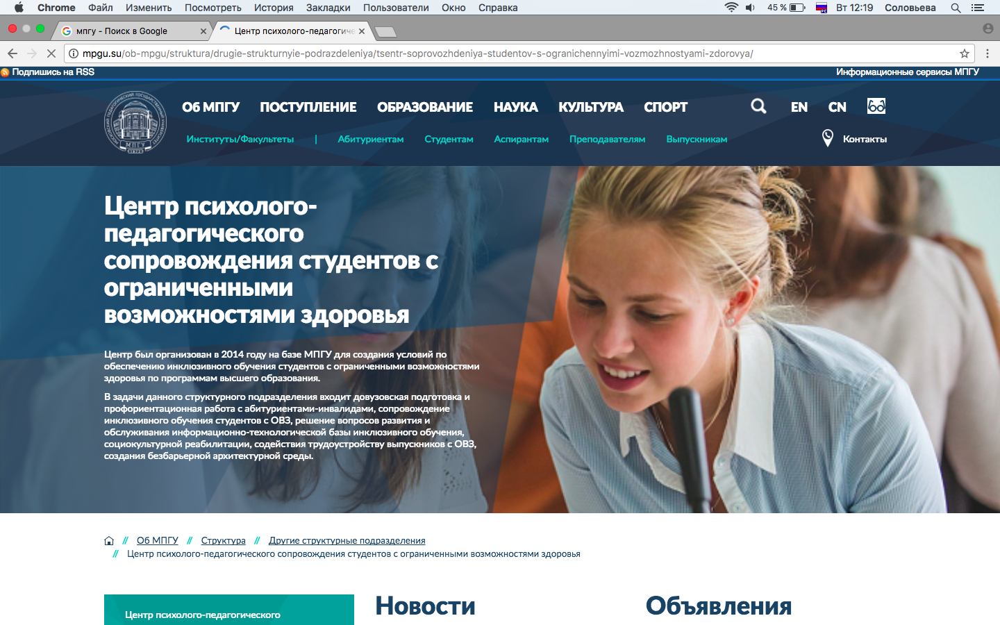 Chrome Файл Изменить Посмотреть История Закладки Пользователи Окно Справка 45 % Вт 12:19 Соловьева
мпгу - Поиск в Google Центр психолого-педагогиче
mpgu.su/ob-mpgu/struktura/drugie-strukturnyie-podrazdeleniya/tsentr-soprovozhdeniya-studentov-s-ogranichennyimi-vozmozhnostyami-zdorovya/
Подпишись на RSS Информационные сервисы МПГУ
Об МПГУ ПОСТУПЛЕНИЕ ОБРАЗОВАНИЕ НАУКА КУЛЬТУРА СПОРТ EN CN
МПГУ
Институты/Факультеты | Абитуриентам Студентам Аспирантам Преподавателям Выпускникам Контакты
Центр психолого-
педагогического
сопровождения студентов с
ограниченными
возможностями здоровья
Центр был организован в 2014 году на базе МПГУ для создания условий по
обеспечению инклюзивного обучения студентов с ограниченными возможностями
здоровья по программам высшего образования.
В задачи данного структурного подразделения входит довузовская подготовка и
профориентационная работа с абитуриентами-инвалидами, сопровождение
инклюзивного обучения студентов с ОВЗ, решение вопросов развития и
обслуживания информационно-технологической базы инклюзивного обучения,
социокультурной реабилитации, содействия трудоустройству выпускников с ОВЗ,
создания безбарьерной архитектурной среды.
// Об МПГУ // Структура // Другие структурные подразделения
// Центр психолого-педагогического сопровождения студентов с ограниченными возможностями здоровья
Центр психолого-педагогического
Новости
Объявления